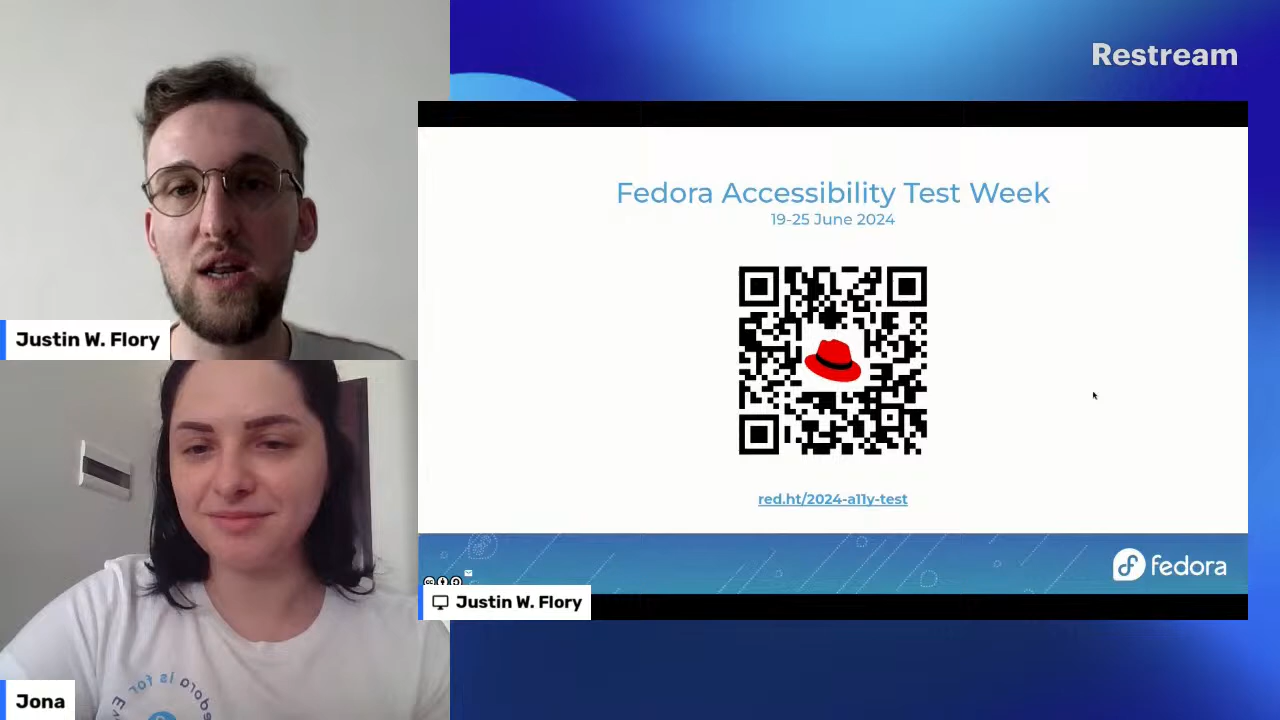 Restream
Fedora Accessibility Test Week
19-25 June 2024
red.ht/2024-a11y-test
fedora
Justin W. Flory
Justin W. Flory
Jona